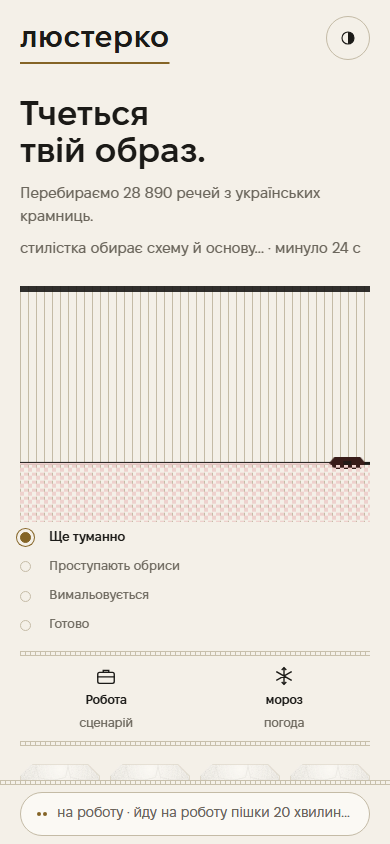 люстерко
Тчеться
твій образ.
Перебираємо 28 890 речей з українських
крамниць.
стилістка обирає схему й основу... · минуло 24 с
Ще туманно
Проступають обриси
Вимальовується
Готово
Робота
сценарій
мороз
погода
на роботу · йду на роботу пішки 20 хвилин...